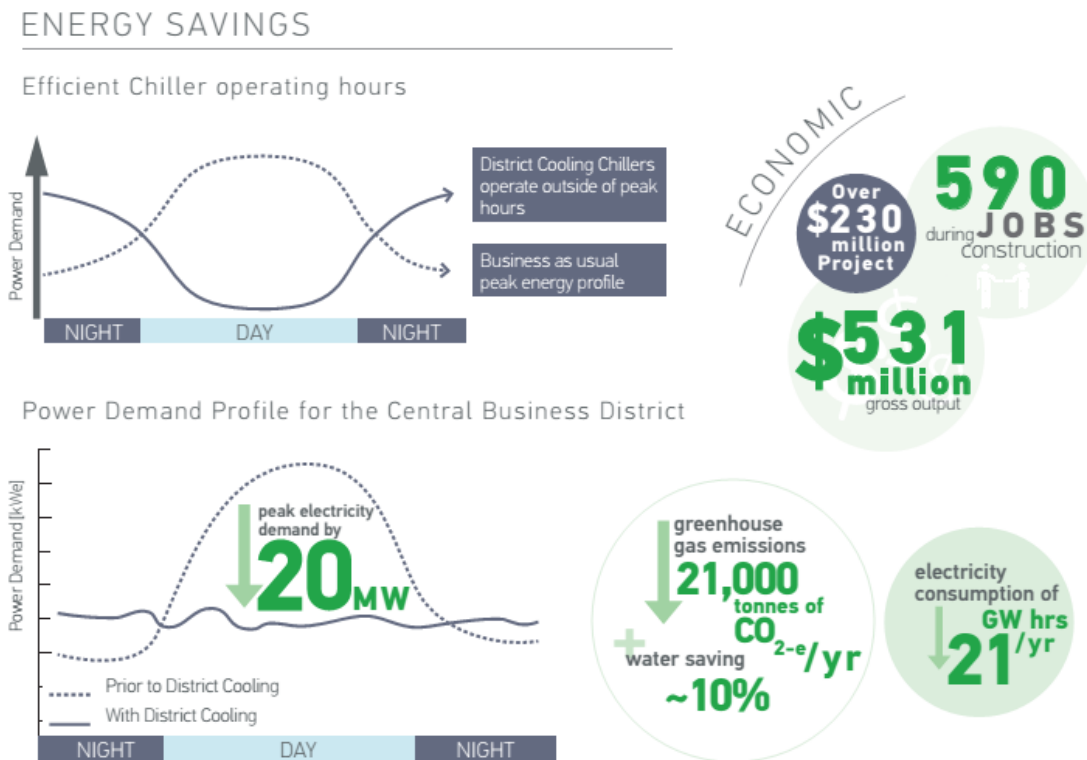 ENERGY SAVINGS
Efficient Chiller operating hours
Power Demand
District Cooling Chillers
operate outside of peak
hours
Business as usual
peak energy profile
NIGHT
DAY
NIGHT
ECONOMIC
Over
$230
million
Project
590
during JOBS
construction
$531
million
gross output
Power Demand Profile for the Central Business District
Power Demand [kWe]
peak electricity
demand by
20 MW
Prior to District Cooling
With District Cooling
NIGHT
DAY
NIGHT
greenhouse
gas emissions
21,000
tonnes of
CO2-e/yr
+
water saving
~10%
electricity
consumption of
GW hrs
21/yr